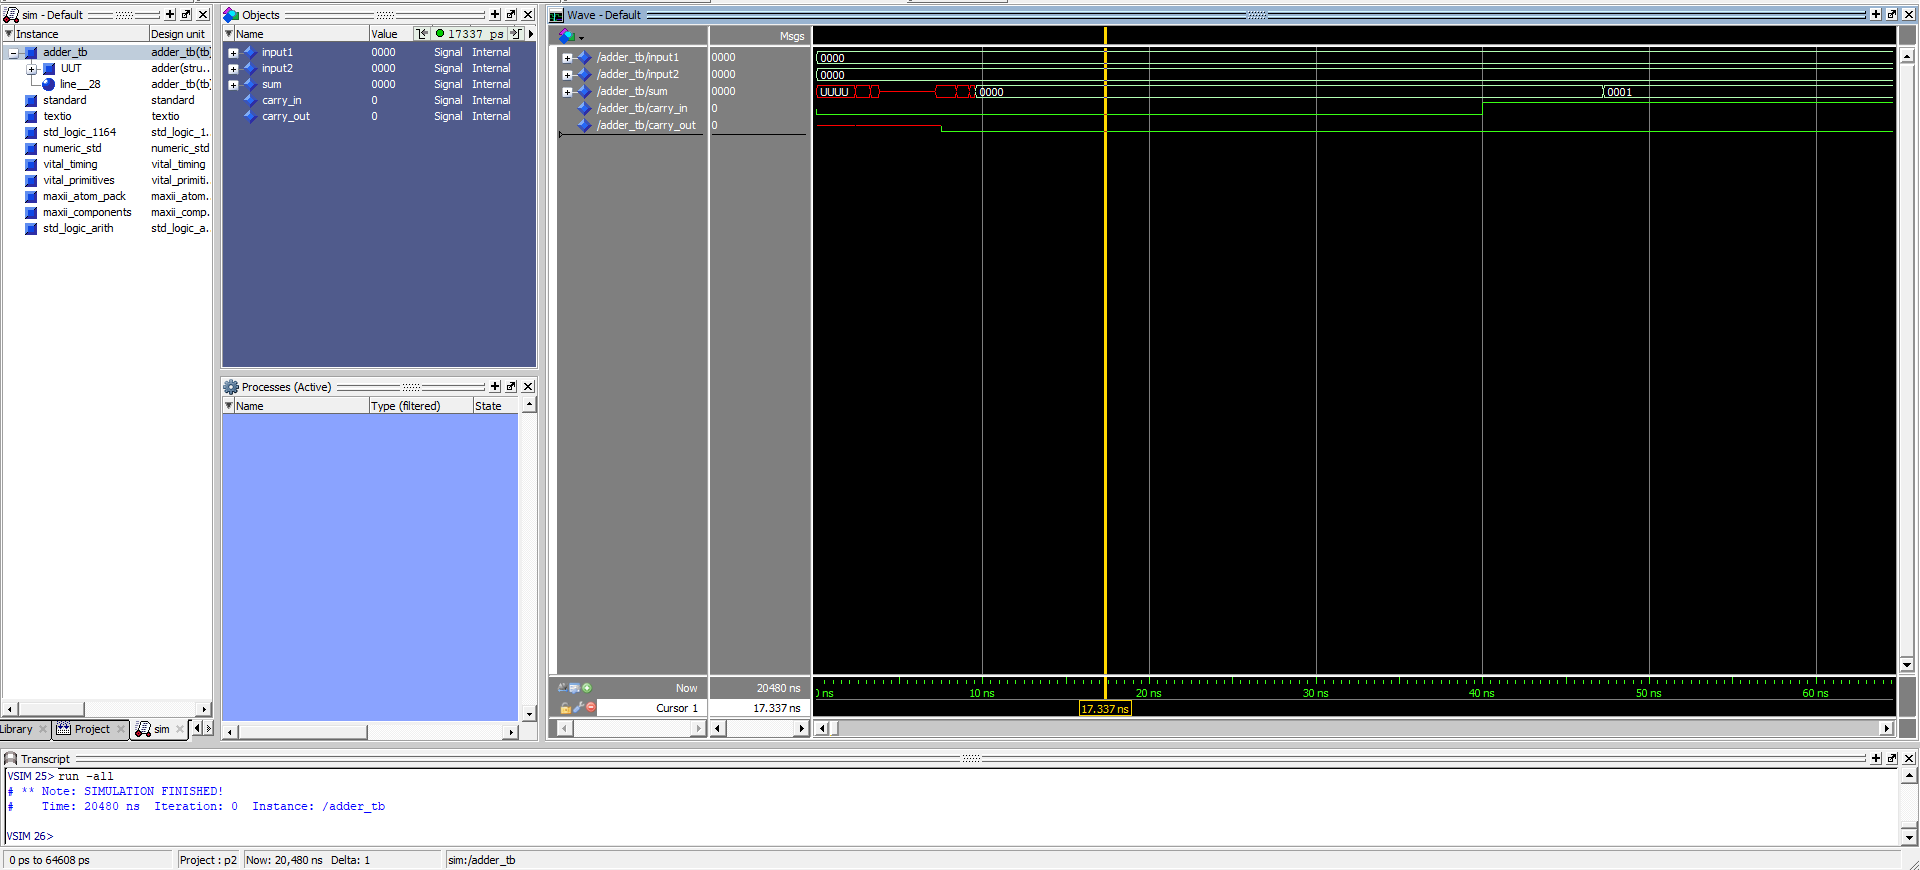 sim - Default
Instance Design unit
adder_tb adder_tb(tb)
UUT adder(stru...
line__28 adder_tb(tb)
standard standard
textio textio
std_logic_1164 std_logic_1...
numeric_std numeric_std
vital_timing vital_timing
vital_primitives vital_primiti...
maxii_atom_pack maxii_atom...
maxii_components maxii_comp...
std_logic_arith std_logic_a...
Library Project sim
Objects
Name Value 17337 ps
input1 0000 Signal Internal
input2 0000 Signal Internal
sum 0000 Signal Internal
carry_in 0 Signal Internal
carry_out 0 Signal Internal
Processes (Active)
Name Type (filtered) State
Wave - Default
Msgs
/adder_tb/input1 0000 0000
/adder_tb/input2 0000 0000
/adder_tb/sum 0000 UUUU 0000 0001
/adder_tb/carry_in 0
/adder_tb/carry_out 0
Now 20480 ns 0 ns 10 ns 20 ns 30 ns 40 ns 50 ns 60 ns
Cursor 1 17.337 ns 17.337 ns
Transcript
VSIM 25> run -all
# ** Note: SIMULATION FINISHED!
#    Time: 20480 ns  Iteration: 0  Instance: /adder_tb
VSIM 26>
0 ps to 64608 ps Project : p2 Now: 20,480 ns Delta: 1 sim:/adder_tb